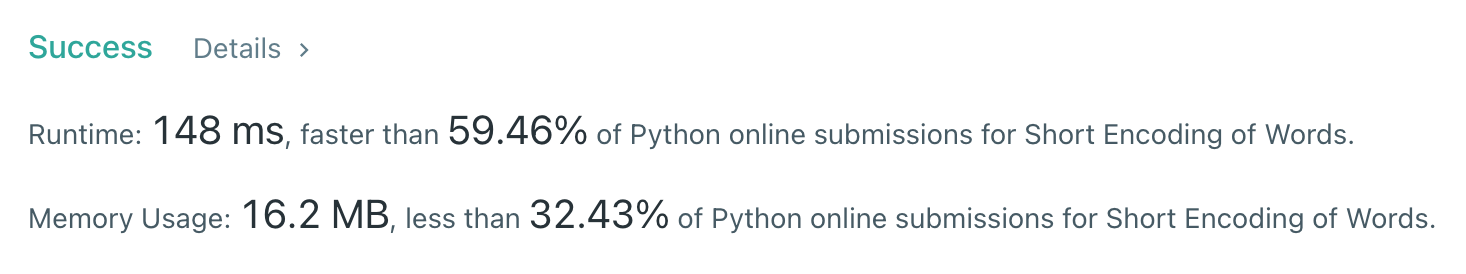 Success Details >
Runtime: 148 ms, faster than 59.46% of Python online submissions for Short Encoding of Words.
Memory Usage: 16.2 MB, less than 32.43% of Python online submissions for Short Encoding of Words.